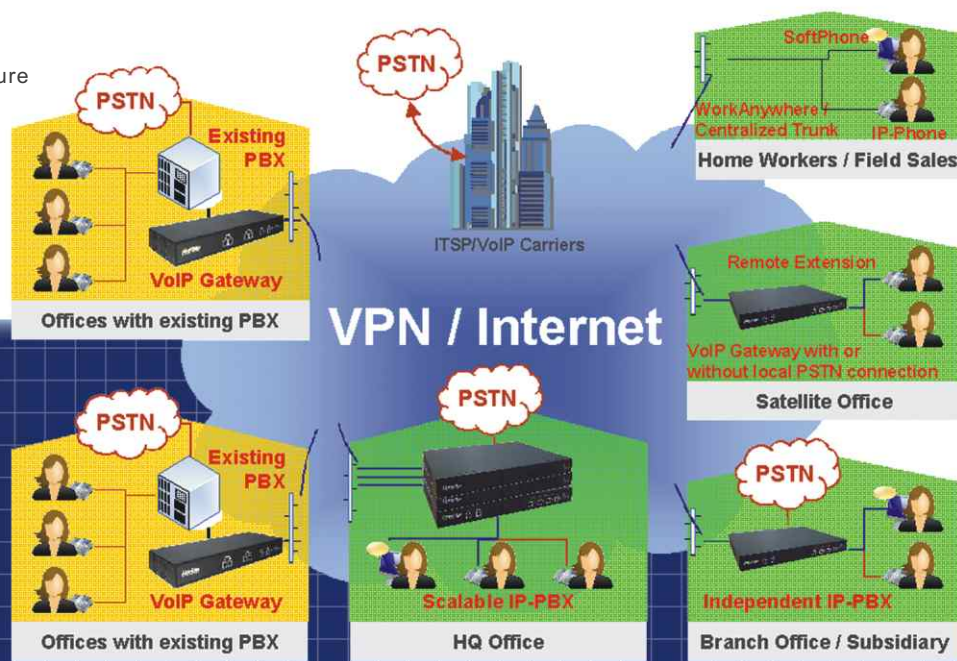 ure
PSTN
Existing
PBX
VoIP Gateway
Offices with existing PBX
PSTN
ITSP/VoIP Carriers
SoftPhone
WorkAnywhere /
Centralized Trunk
IP-Phone
Home Workers / Field Sales
VPN / Internet
Remote Extension
VoIP Gateway with or
without local PSTN connection
Satellite Office
PSTN
Existing
PBX
VoIP Gateway
Offices with existing PBX
PSTN
Scalable IP-PBX
HQ Office
PSTN
Independent IP-PBX
Branch Office / Subsidiary